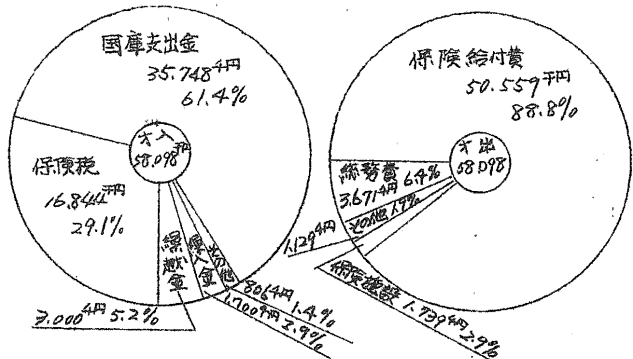 国庫支出金
35.748千円
61.4%
才入
58.098千円
保険税
16.844千円
29.1%
繰越金
繰入金
その他
3.000千円 5.2%
806千円 1.4%
1.700千円 2.9%
保険給付費
50.559千円
88.8%
才出
58.098
総務費
3.671千円 6.4%
その他 1.9%
1.129千円
保険施設 1.739千円 2.9%